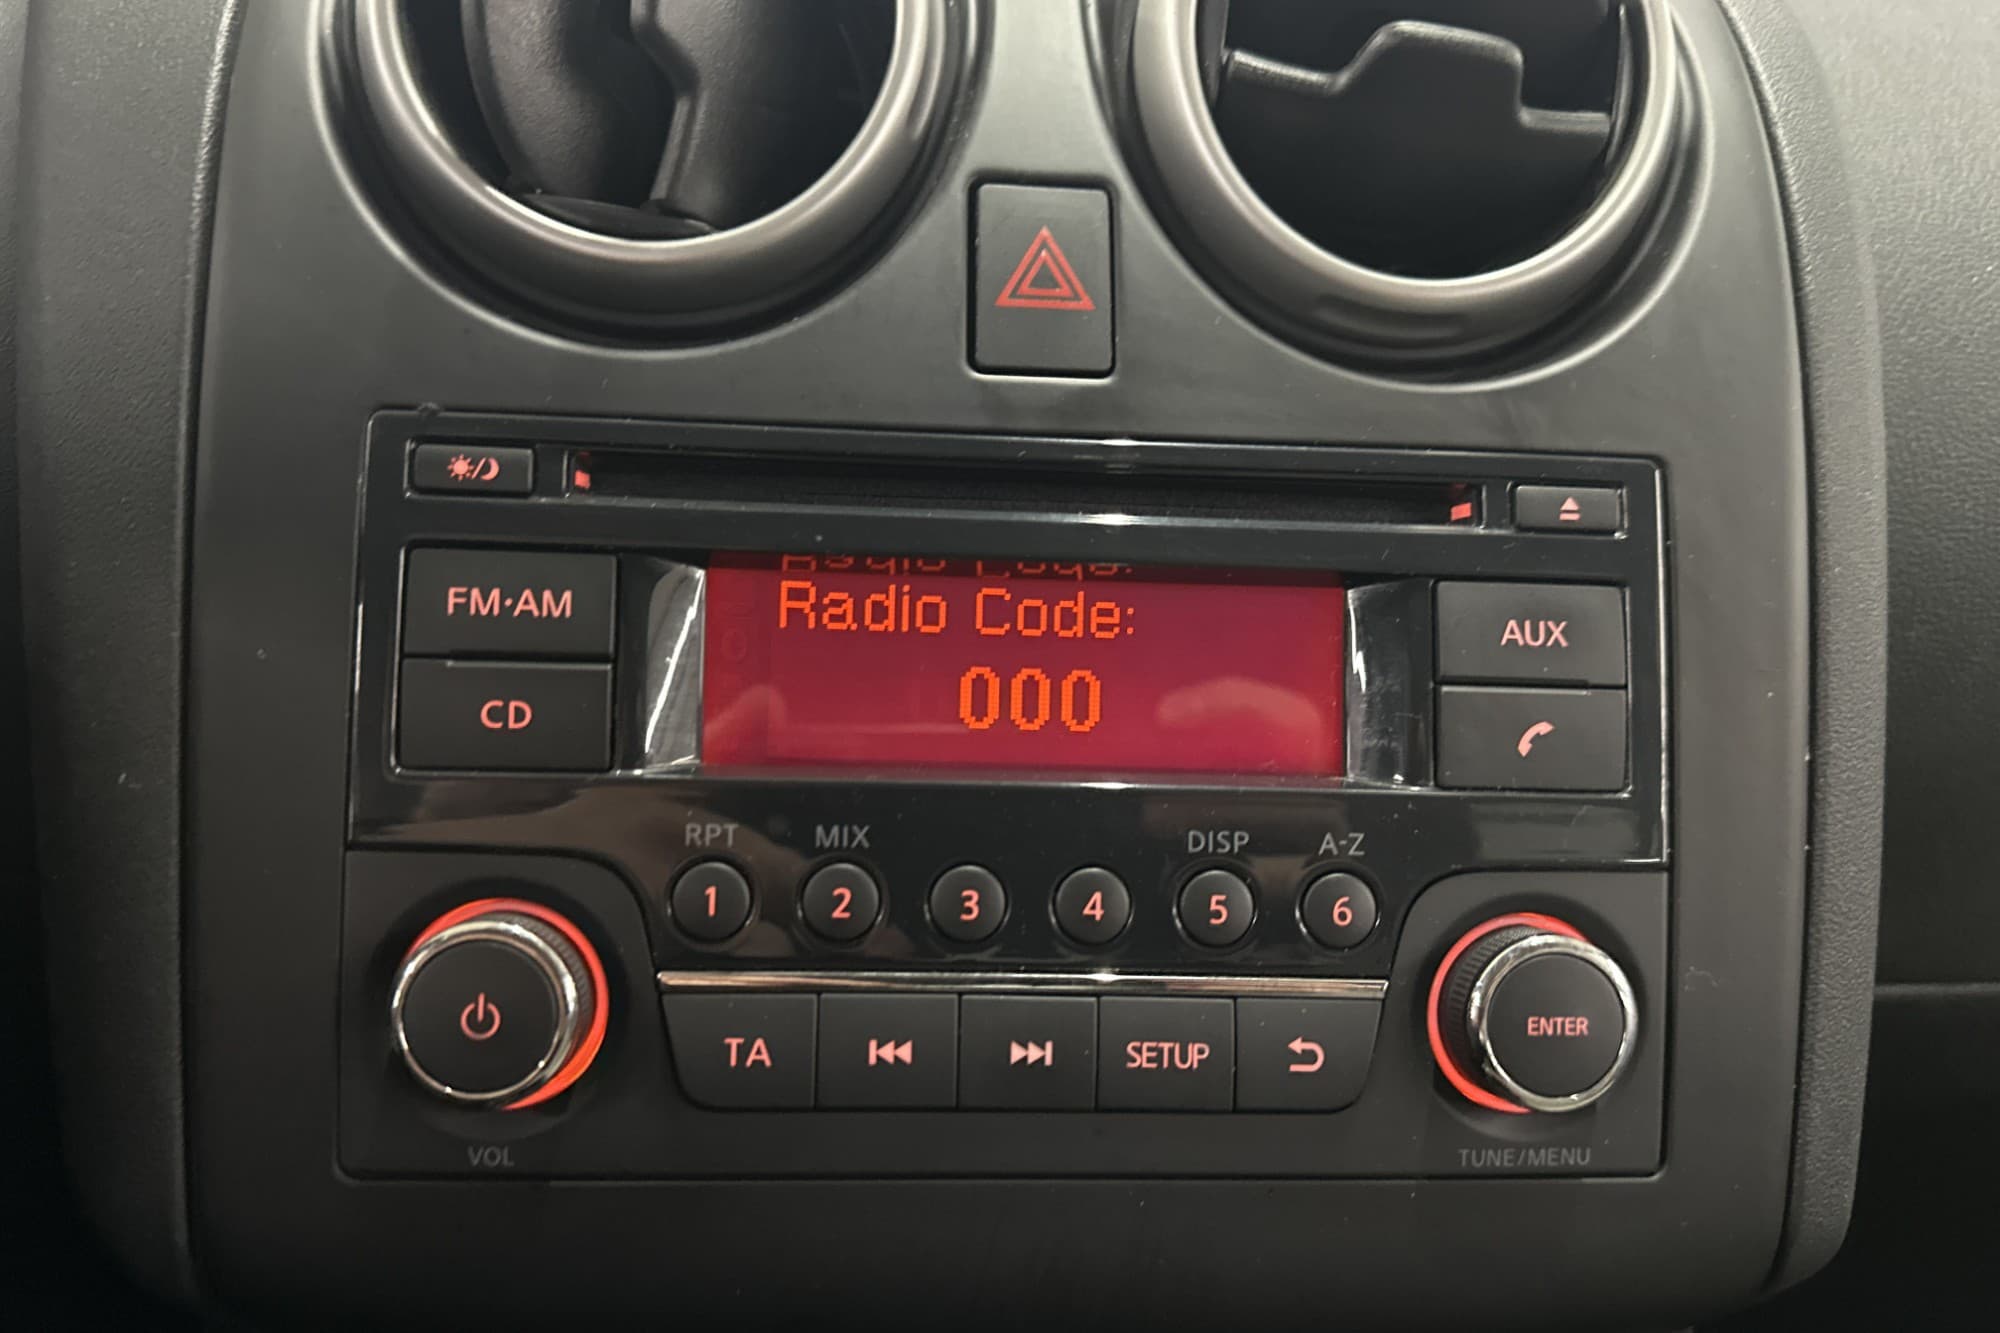 FM·AM
CD
Radio Code:
000
AUX
RPT
MIX
DISP
A-Z
1
2
3
4
5
6
TA
SETUP
ENTER
VOL
TUNE/MENU